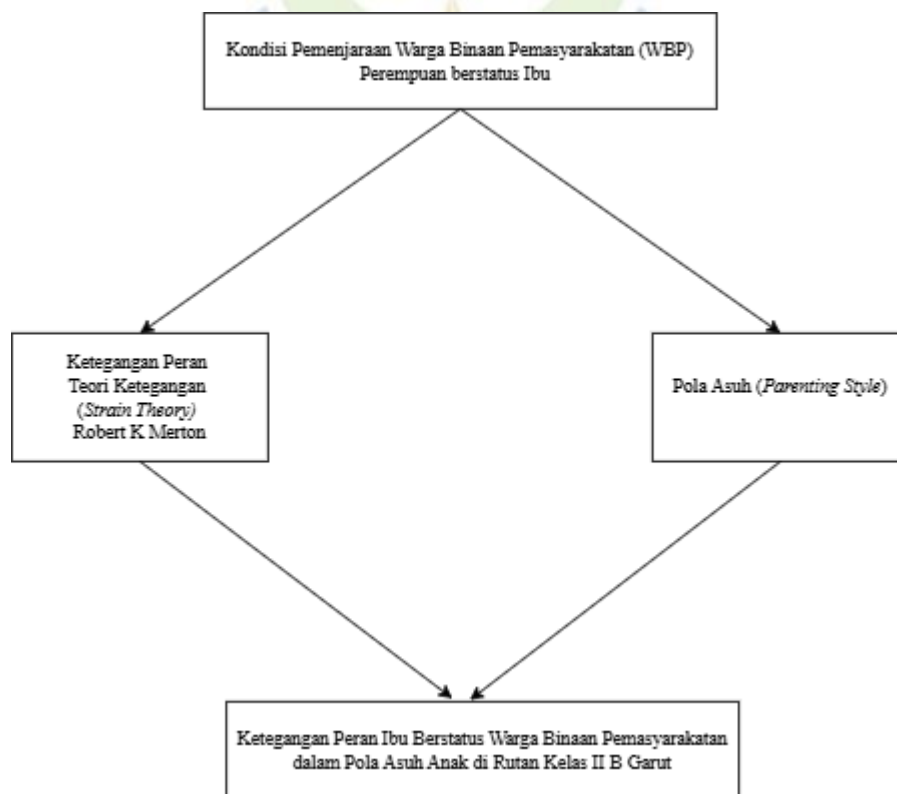 Kondisi Pemenjaraan Warga Binaan Pemasyarakatan (WBP)
Perempuan berstatus Ibu
Ketegangan Peran
Teori Ketegangan
(Strain Theory)
Robert K Merton
Pola Asuh (Parenting Style)
Ketegangan Peran Ibu Berstatus Warga Binaan Pemasyarakatan
dalam Pola Asuh Anak di Rutan Kelas II B Garut